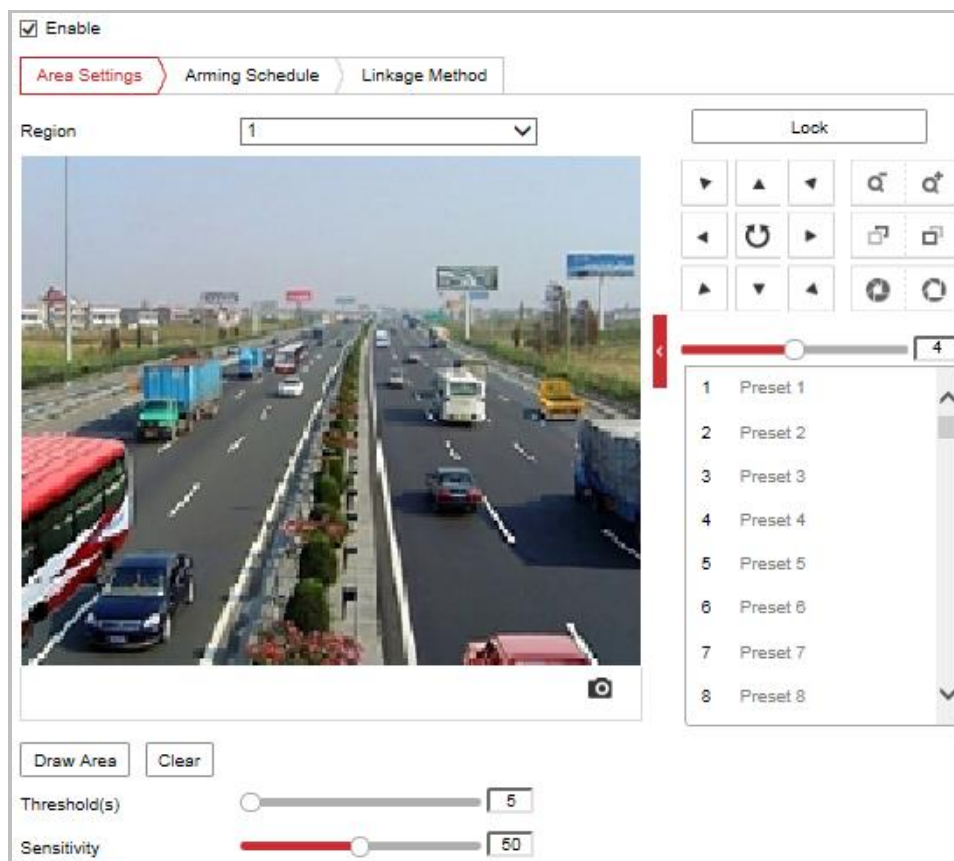 Enable
Area Settings Arming Schedule Linkage Method
Region 1
Lock
4
1 Preset 1
2 Preset 2
3 Preset 3
4 Preset 4
5 Preset 5
6 Preset 6
7 Preset 7
8 Preset 8
Draw Area Clear
Threshold(s) 5
Sensitivity 50